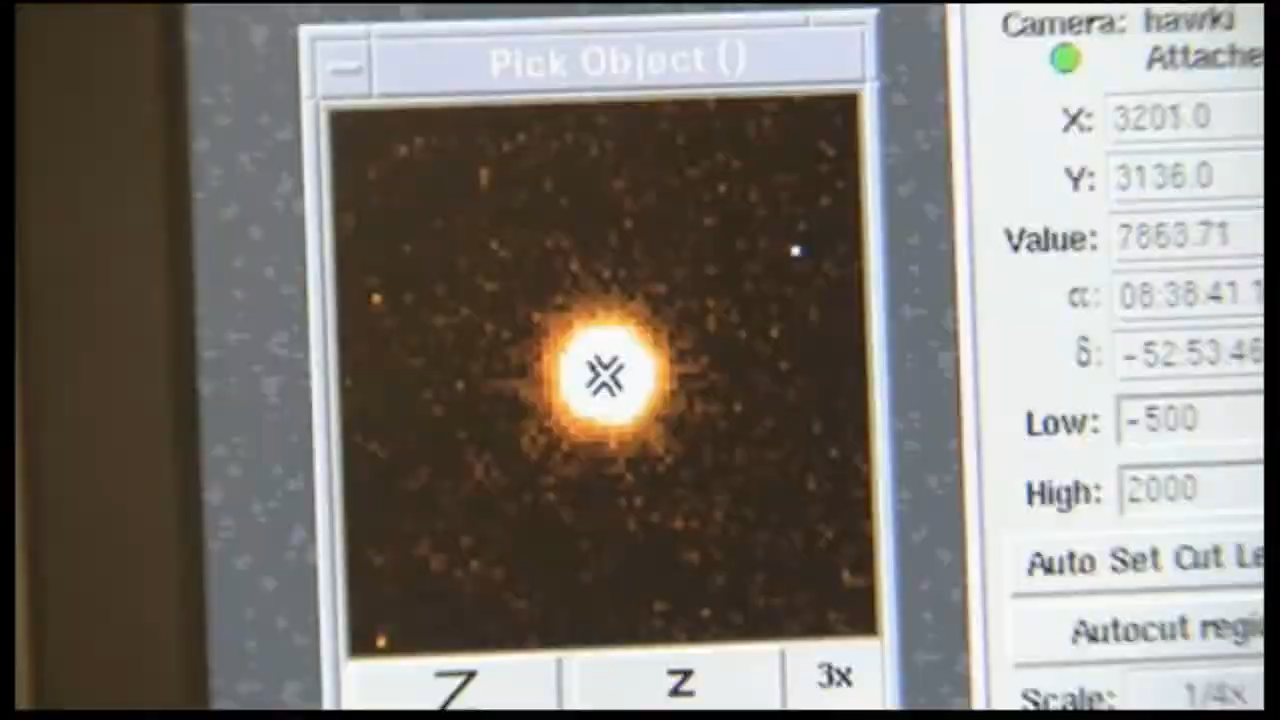 Pick Object ()
Z
z
3x
Camera: hawki
Attache
X: 3201.0
Y: 3136.0
Value: 7863.71
α: 08:38:41.1
δ: -52:53:46
Low: -500
High: 2000
Auto Set Cut Le
Autocut regi
Scale: 1/4x